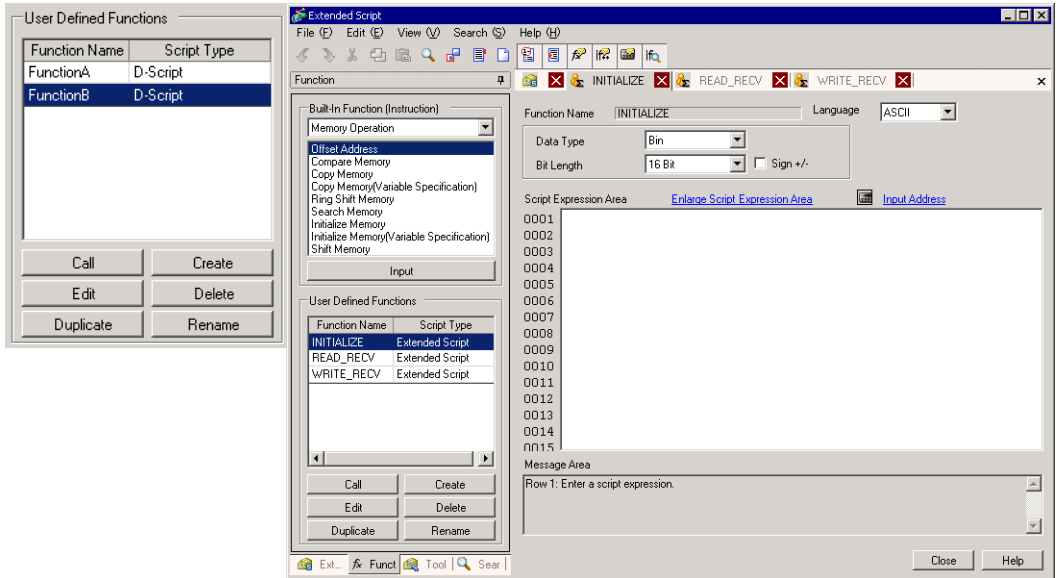 User Defined Functions
Function Name Script Type
FunctionA D-Script
FunctionB D-Script
Call Create
Edit Delete
Duplicate Rename
Extended Script
File (F) Edit (E) View (V) Search (S) Help (H)
Function
INITIALIZE READ_RECV WRITE_RECV
Built-In Function (Instruction)
Memory Operation
Offset Address
Compare Memory
Copy Memory
Copy Memory(Variable Specification)
Ring Shift Memory
Search Memory
Initialize Memory
Initialize Memory(Variable Specification)
Shift Memory
Input
User Defined Functions
Function Name Script Type
INITIALIZE Extended Script
READ_RECV Extended Script
WRITE_RECV Extended Script
Call Create
Edit Delete
Duplicate Rename
Ext... fx Funct Tool Sear
Function Name INITIALIZE Language ASCII
Data Type Bin
Bit Length 16 Bit Sign +/-
Script Expression Area Enlarge Script Expression Area Input Address
0001
0002
0003
0004
0005
0006
0007
0008
0009
0010
0011
0012
0013
0014
0015
Message Area
Row 1: Enter a script expression.
Close Help